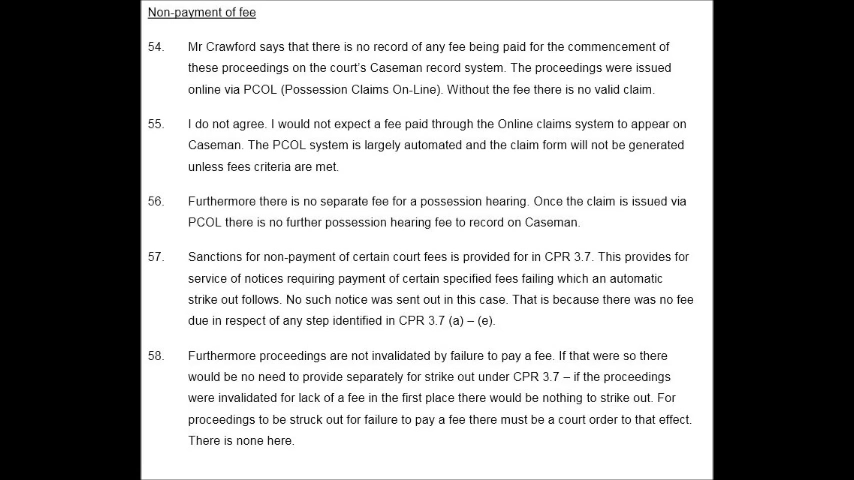 Non-payment of fee
54. Mr Crawford says that there is no record of any fee being paid for the commencement of
these proceedings on the court's Caseman record system. The proceedings were issued
online via PCOL (Possession Claims On-Line). Without the fee there is no valid claim.
55. I do not agree. I would not expect a fee paid through the Online claims system to appear on
Caseman. The PCOL system is largely automated and the claim form will not be generated
unless fees criteria are met.
56. Furthermore there is no separate fee for a possession hearing. Once the claim is issued via
PCOL there is no further possession hearing fee to record on Caseman.
57. Sanctions for non-payment of certain court fees is provided for in CPR 3.7. This provides for
service of notices requiring payment of certain specified fees failing which an automatic
strike out follows. No such notice was sent out in this case. That is because there was no fee
due in respect of any step identified in CPR 3.7 (a) – (e).
58. Furthermore proceedings are not invalidated by failure to pay a fee. If that were so there
would be no need to provide separately for strike out under CPR 3.7 – if the proceedings
were invalidated for lack of a fee in the first place there would be nothing to strike out. For
proceedings to be struck out for failure to pay a fee there must be a court order to that effect.
There is none here.